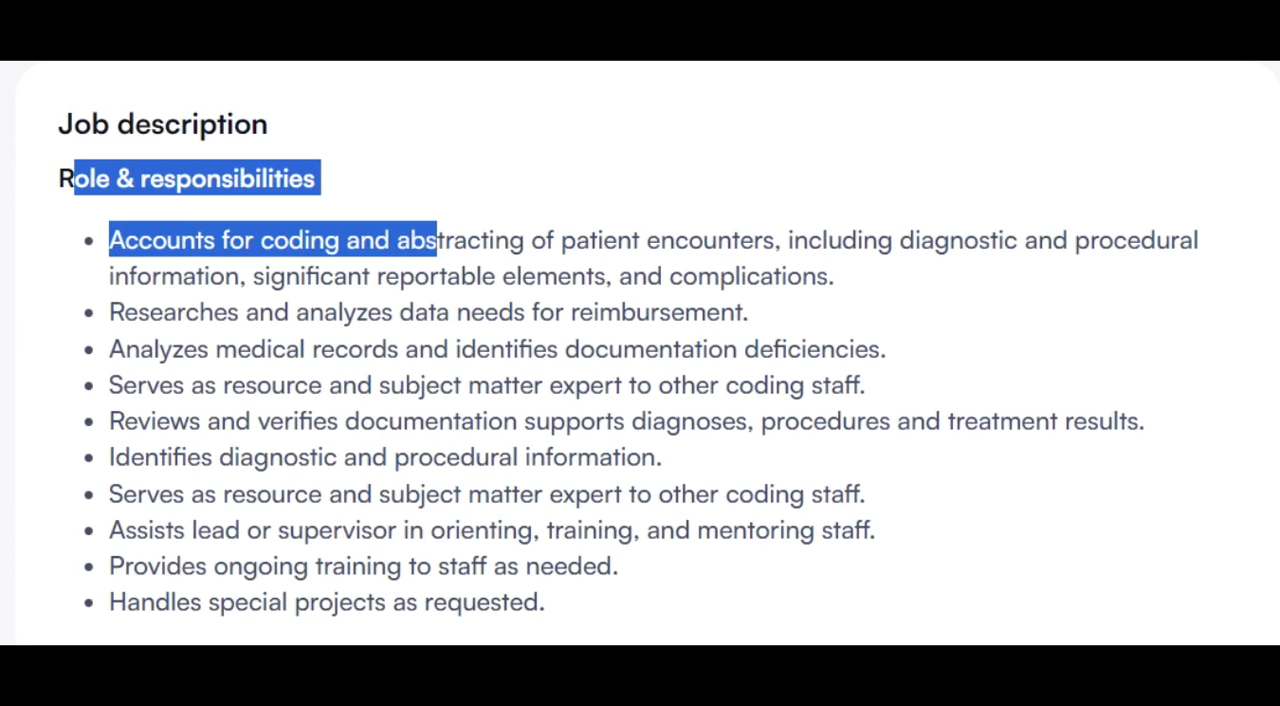 Job description
Role & responsibilities
• Accounts for coding and abstracting of patient encounters, including diagnostic and procedural
information, significant reportable elements, and complications.
• Researches and analyzes data needs for reimbursement.
• Analyzes medical records and identifies documentation deficiencies.
• Serves as resource and subject matter expert to other coding staff.
• Reviews and verifies documentation supports diagnoses, procedures and treatment results.
• Identifies diagnostic and procedural information.
• Serves as resource and subject matter expert to other coding staff.
• Assists lead or supervisor in orienting, training, and mentoring staff.
• Provides ongoing training to staff as needed.
• Handles special projects as requested.